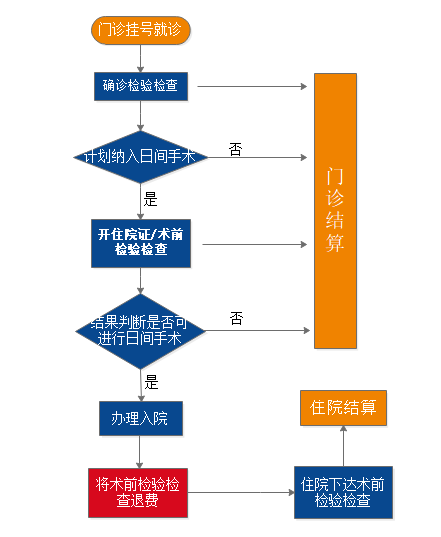 门诊挂号就诊
确诊检验检查
计划纳入日间手术
否
是
开住院证/术前
检验检查
门诊结算
结果判断是否可
进行日间手术
否
是
办理入院
住院结算
将术前检验检
查退费
住院下达术前
检验检查